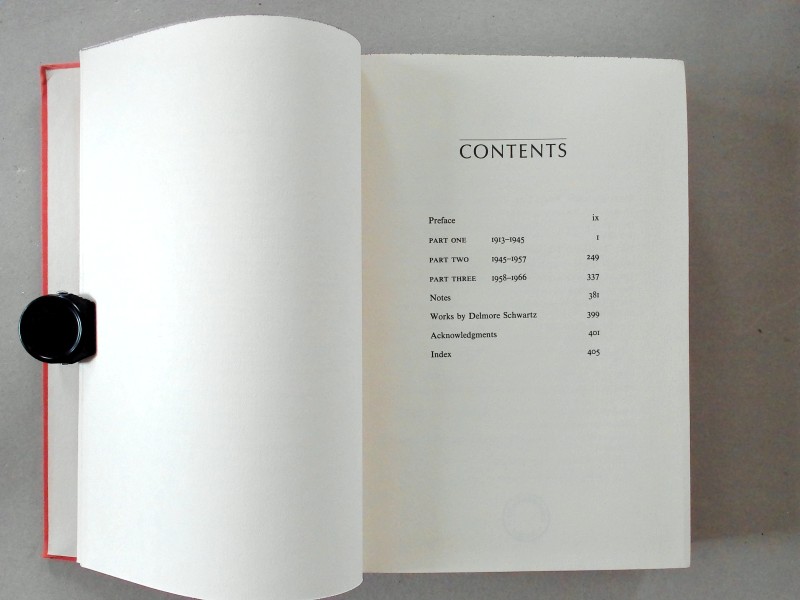 CONTENTS
Preface ix
PART ONE 1913–1945 1
PART TWO 1945–1957 249
PART THREE 1958–1966 337
Notes 381
Works by Delmore Schwartz 399
Acknowledgments 401
Index 405